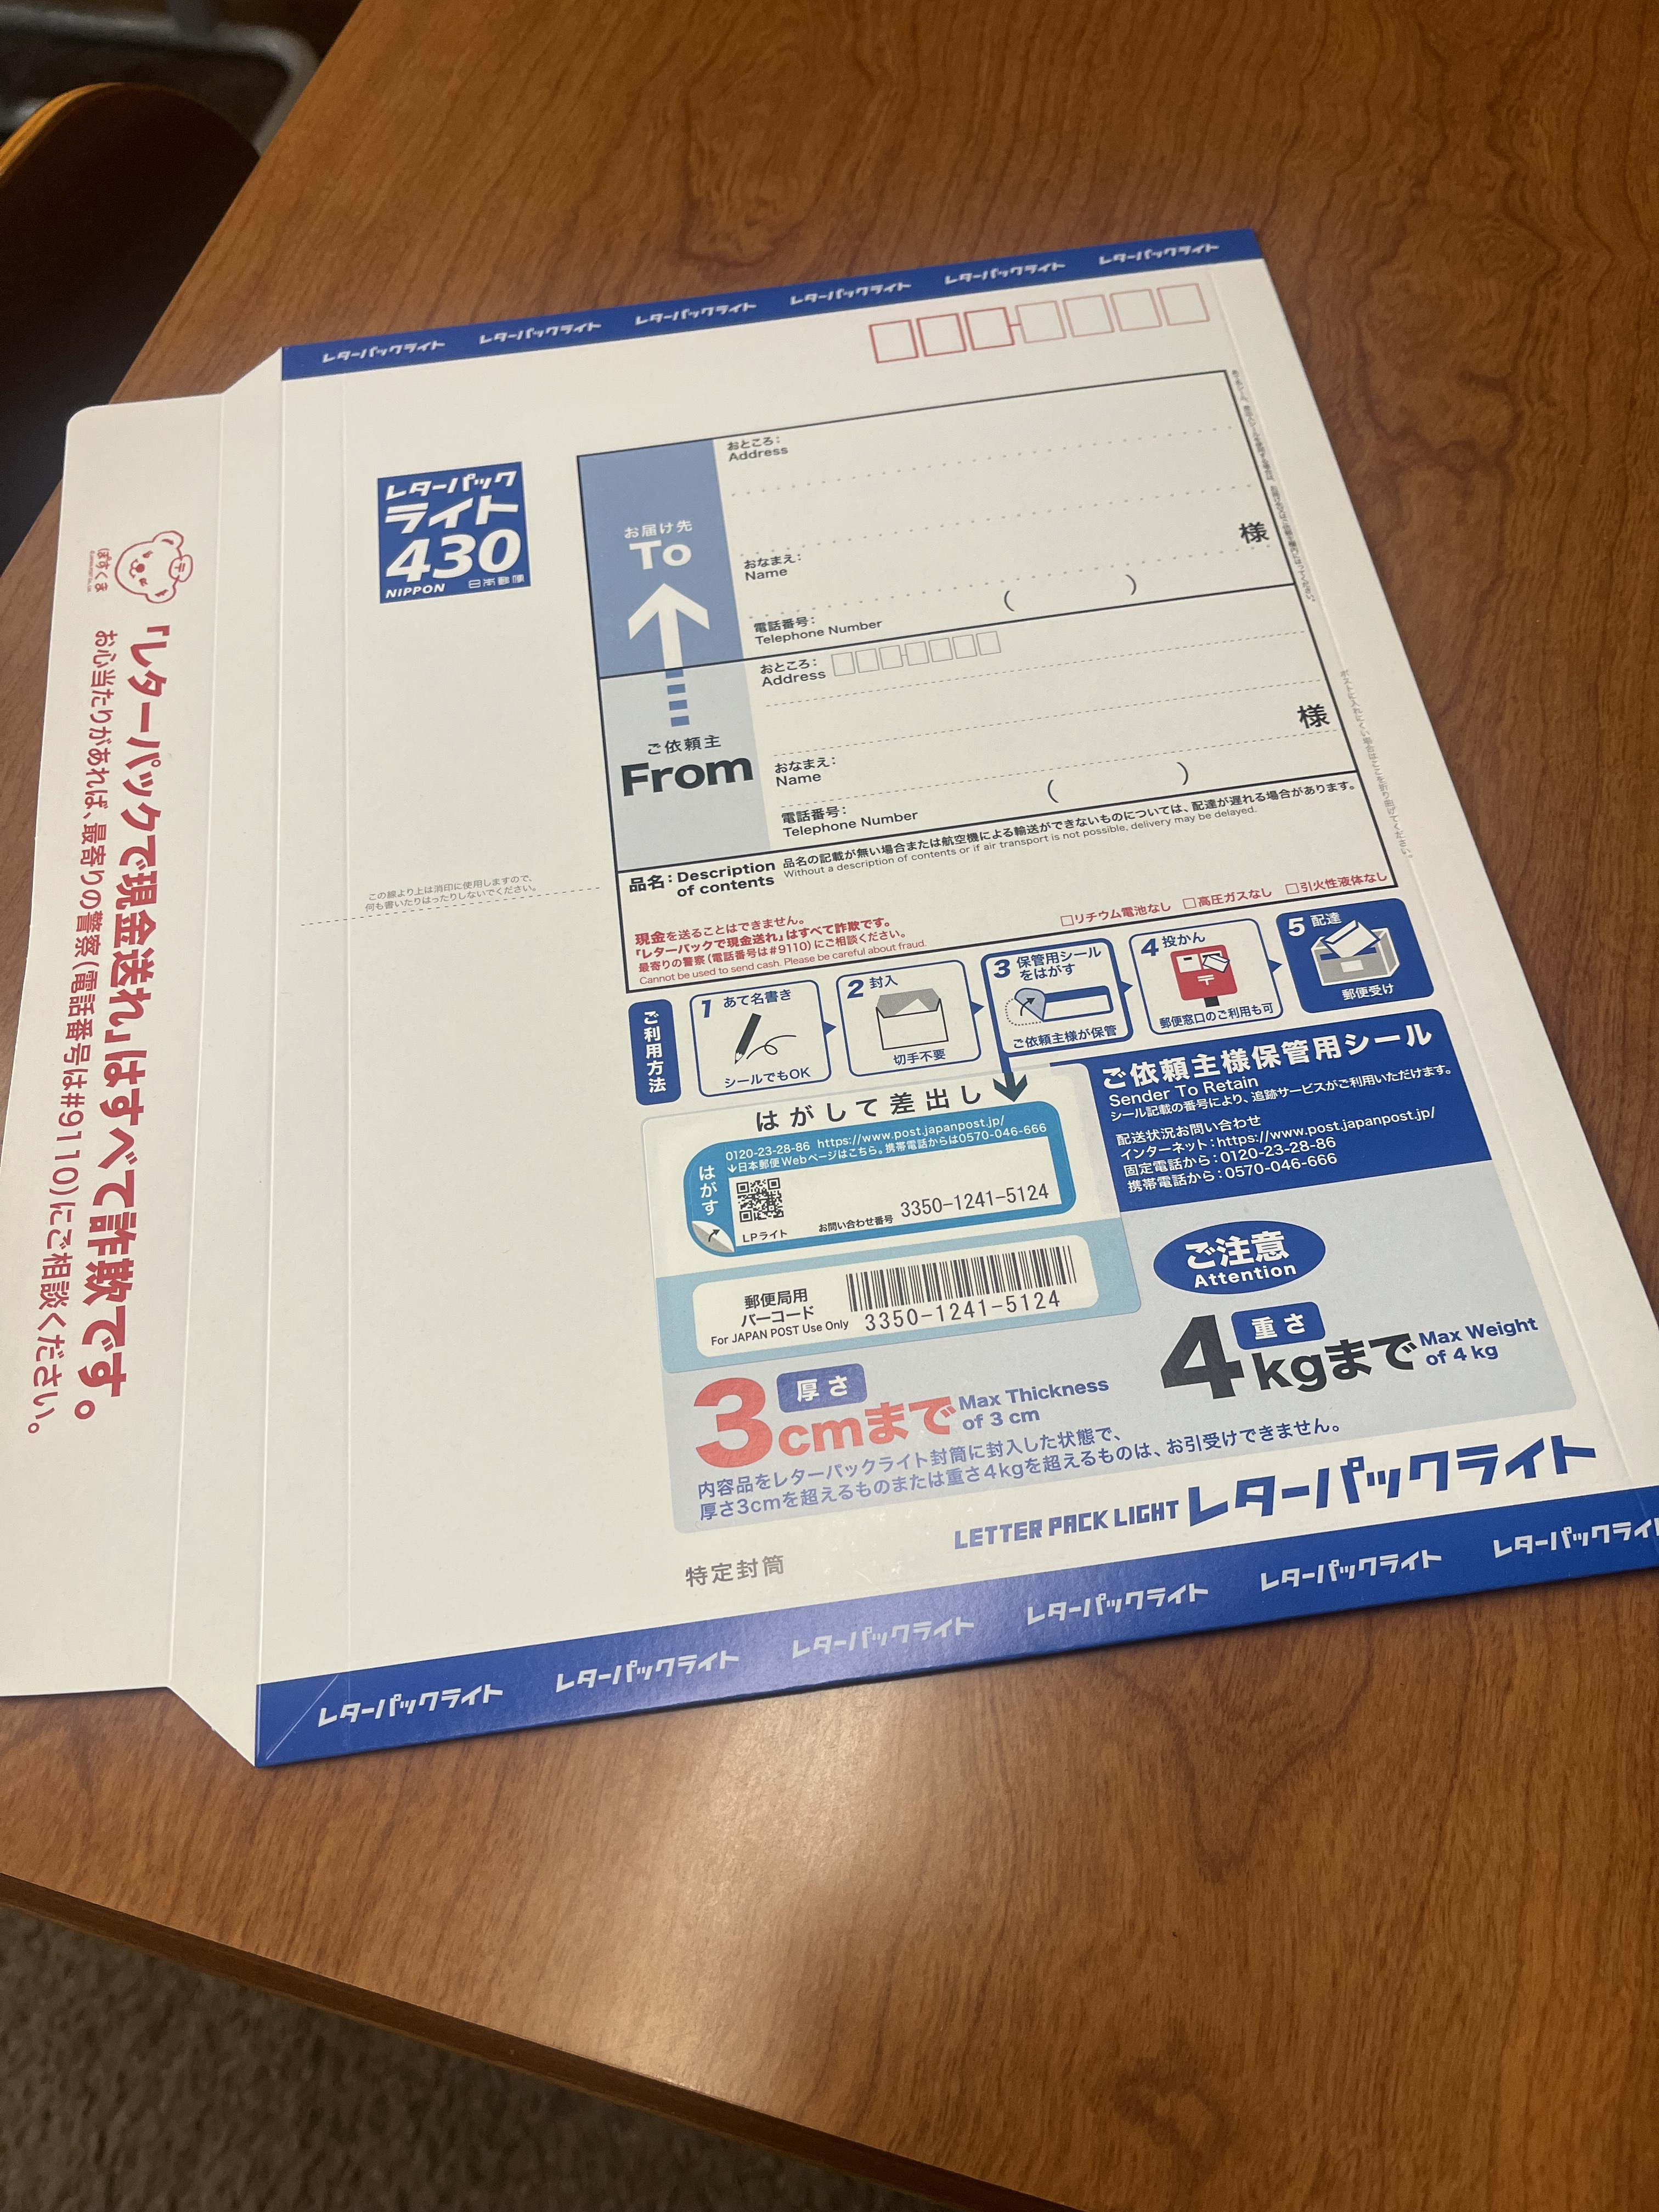 レターパックライト レターパックライト レターパックライト レターパックライト レターパックライト レターパックライト
レターパック
ライト
430
NIPPON 日本郵便
お届け先
To
おところ：
Address
おなまえ：
Name
様
電話番号：
Telephone Number
( )
ご依頼主
From
おところ：
Address
おなまえ：
Name
様
電話番号：
Telephone Number
( )
品名：Description
of contents
品名の記載が無い場合または航空機による輸送ができないものについては、配達が遅れる場合があります。
Without a description of contents or if air transport is not possible, delivery may be delayed.
□リチウム電池なし □高圧ガスなし □引火性液体なし
現金を送ることはできません。
「レターパックで現金送れ」はすべて詐欺です。
最寄りの警察（電話番号は＃9110）にご相談ください。
Cannot be used to send cash. Please be careful about fraud.
この線より上は消印に使用しますので、
何も書いたりはったりしないでください。
ポストに入れにくい場合はここを折り曲げてください。
ご利用方法
1 あて名書き
シールでもOK
2 封入
切手不要
3 保管用シール
をはがす
ご依頼主様が保管
4 投かん
郵便窓口のご利用も可
5 配達
郵便受け
はがして差出し
はがす
0120-23-28-86 https://www.post.japanpost.jp/
↓日本郵便Webページはこちら。携帯電話からは0570-046-666
LPライト
お問い合わせ番号 3350-1241-5124
郵便局用
バーコード
For JAPAN POST Use Only
3350-1241-5124
ご依頼主様保管用シール
Sender To Retain
シール記載の番号により、追跡サービスがご利用いただけます。
配送状況お問い合わせ
インターネット：https://www.post.japanpost.jp/
固定電話から：0120-23-28-86
携帯電話から：0570-046-666
ご注意
Attention
厚さ
3cmまで Max Thickness
of 3 cm
重さ
4kgまで Max Weight
of 4 kg
内容品をレターパックライト封筒に封入した状態で、
厚さ3cmを超えるものまたは重さ4kgを超えるものは、お引受けできません。
LETTER PACK LIGHT レターパックライト
特定封筒
レターパックライト レターパックライト レターパックライト レターパックライト レターパックライト レターパックライ
ぽすくま
「レターパックで現金送れ」はすべて詐欺です。
お心当たりがあれば、最寄りの警察（電話番号は＃9110）にご相談ください。